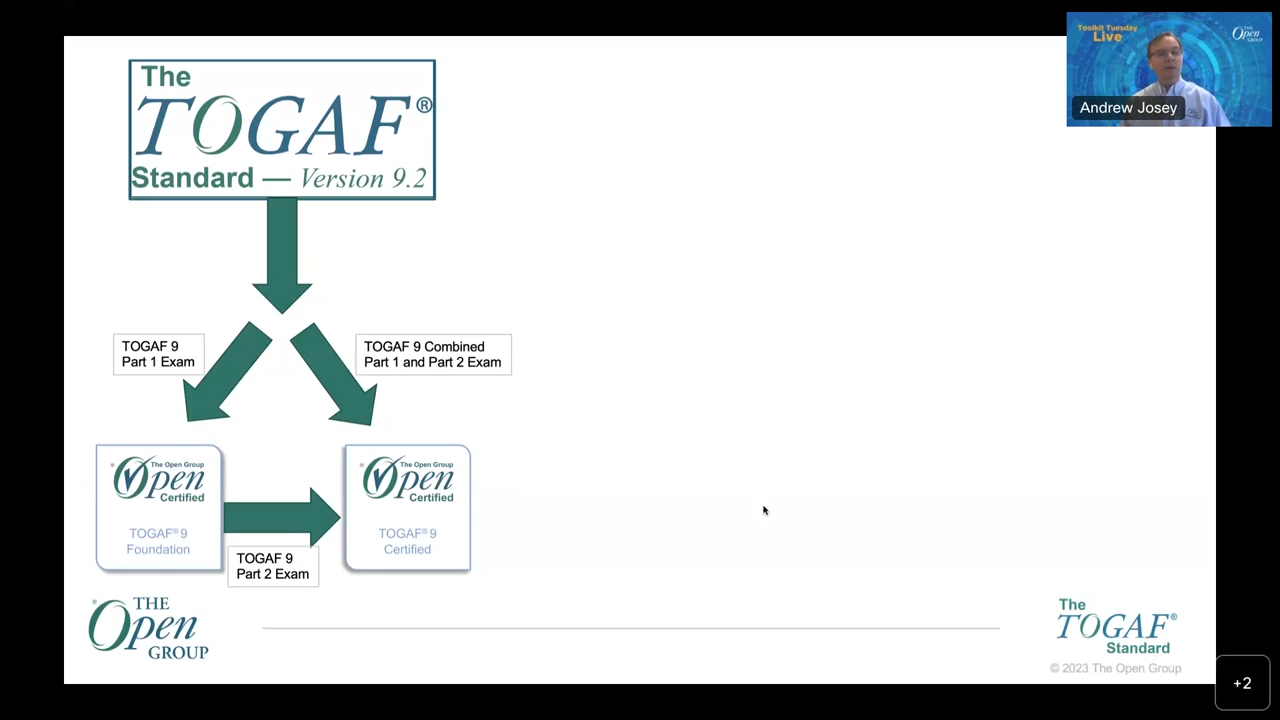 The
TOGAF®
Standard — Version 9.2
Toolkit Tuesday
Live
THE
Open
GROUP
Andrew Josey
TOGAF 9
Part 1 Exam
TOGAF 9 Combined
Part 1 and Part 2 Exam
The Open Group
Open
Certified
TOGAF® 9
Foundation
The Open Group
Open
Certified
TOGAF® 9
Certified
TOGAF 9
Part 2 Exam
THE
Open
GROUP
The
TOGAF®
Standard
© 2023 The Open Group
+2